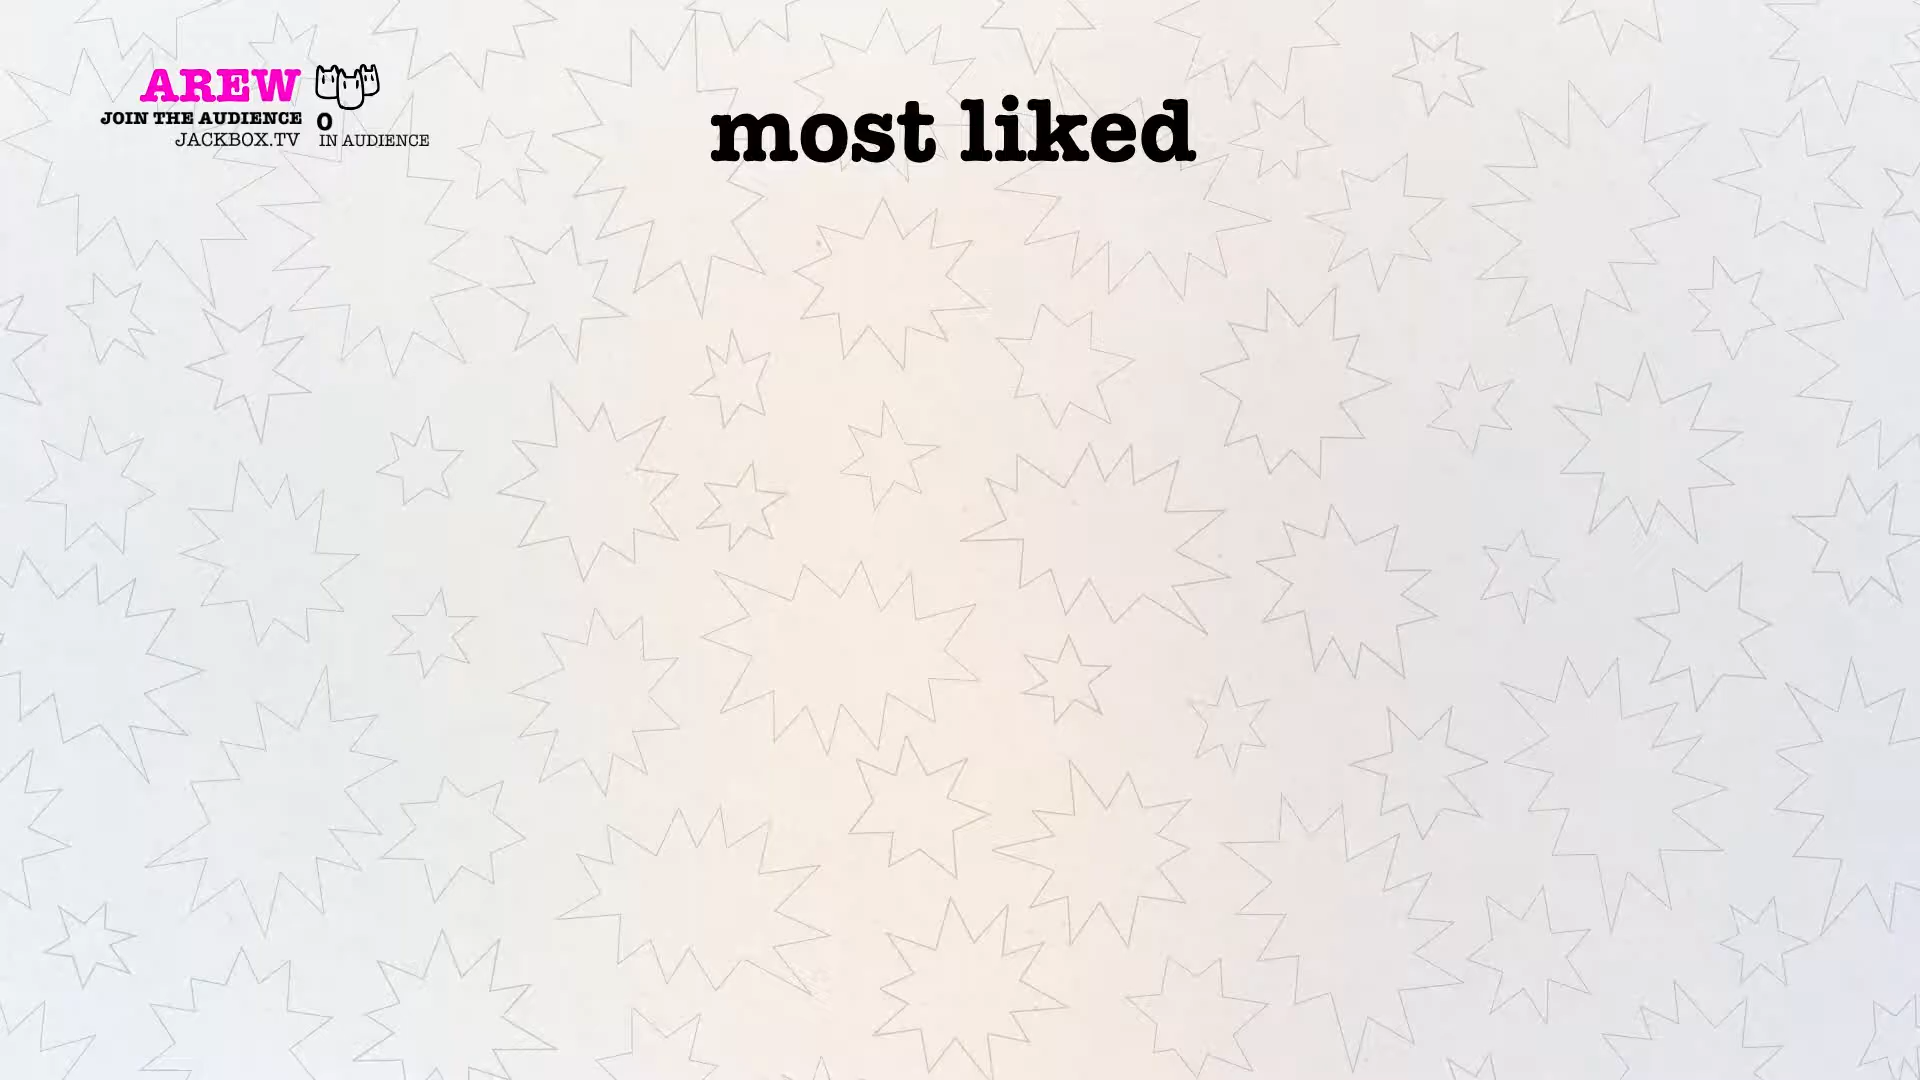 AREW
JOIN THE AUDIENCE
JACKBOX.TV
0
IN AUDIENCE
most liked